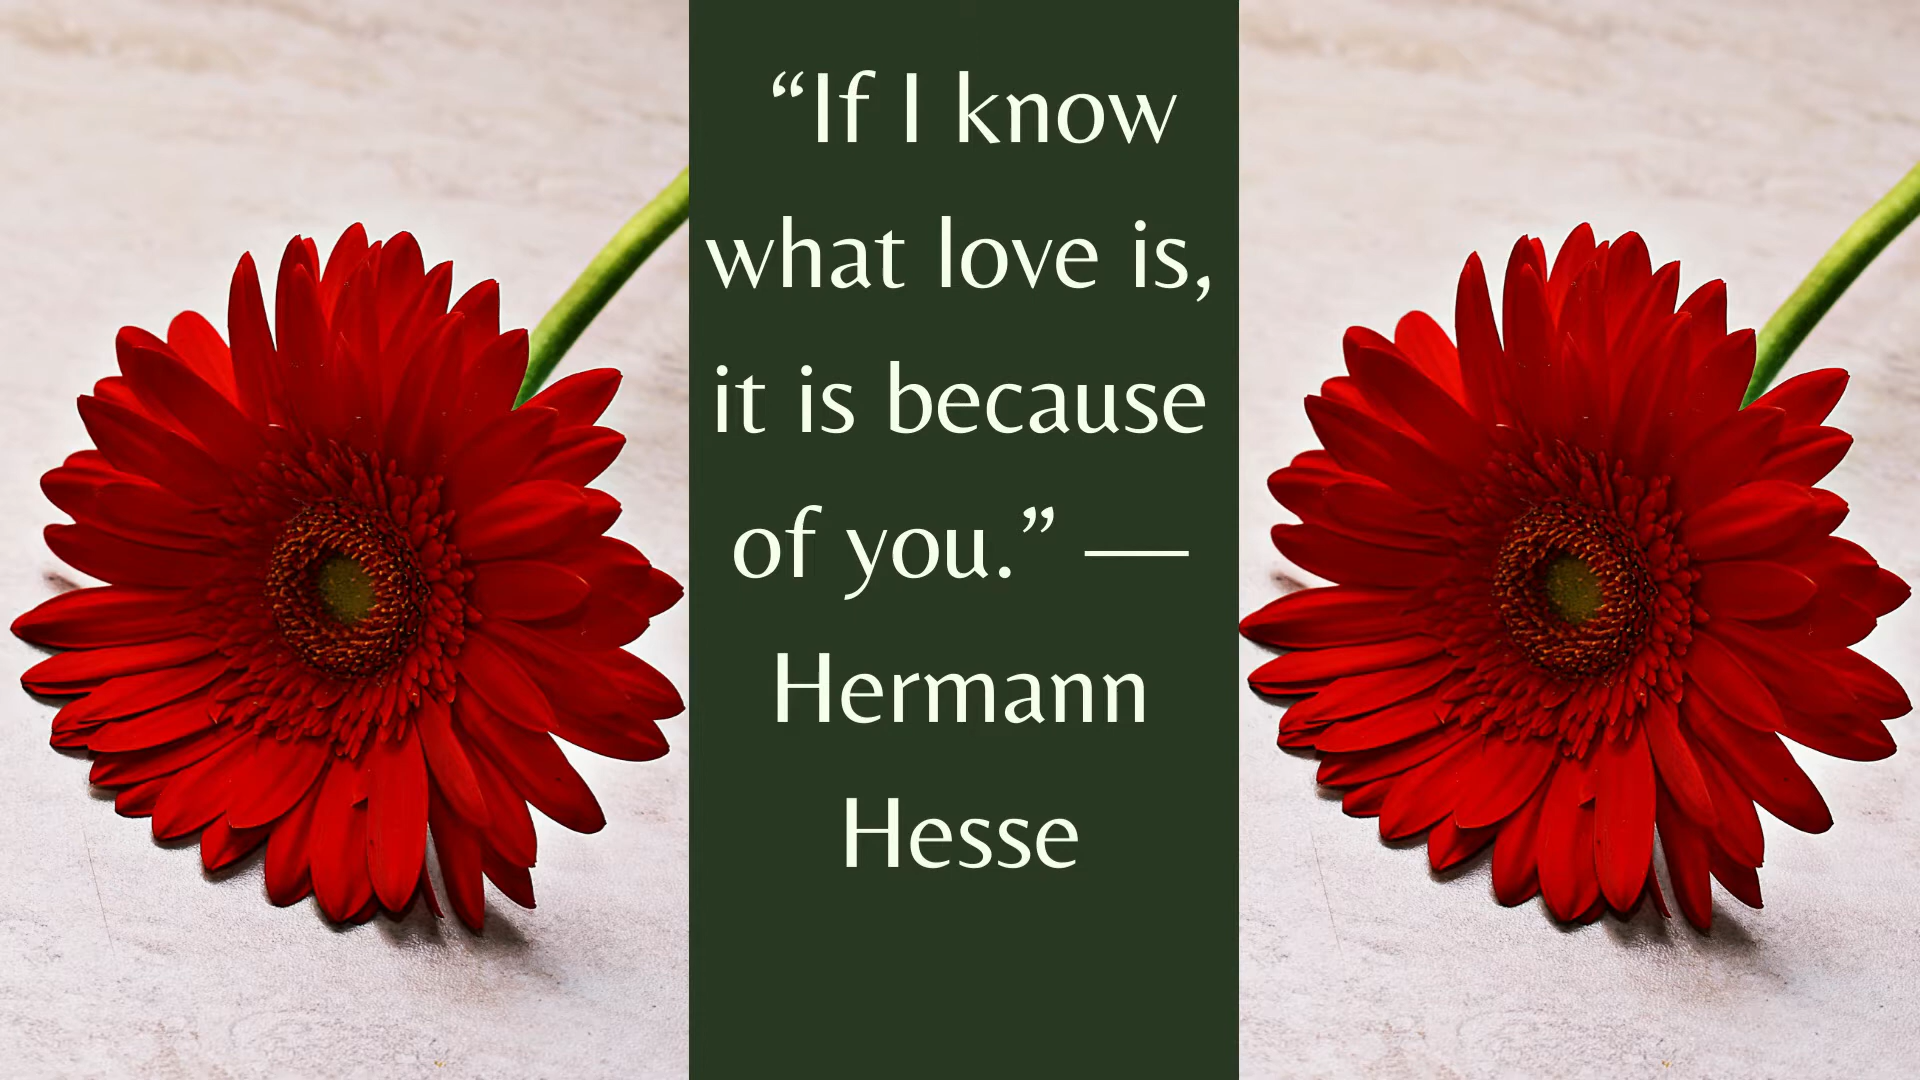 “If I know
what love is,
it is because
of you.” —
Hermann
Hesse